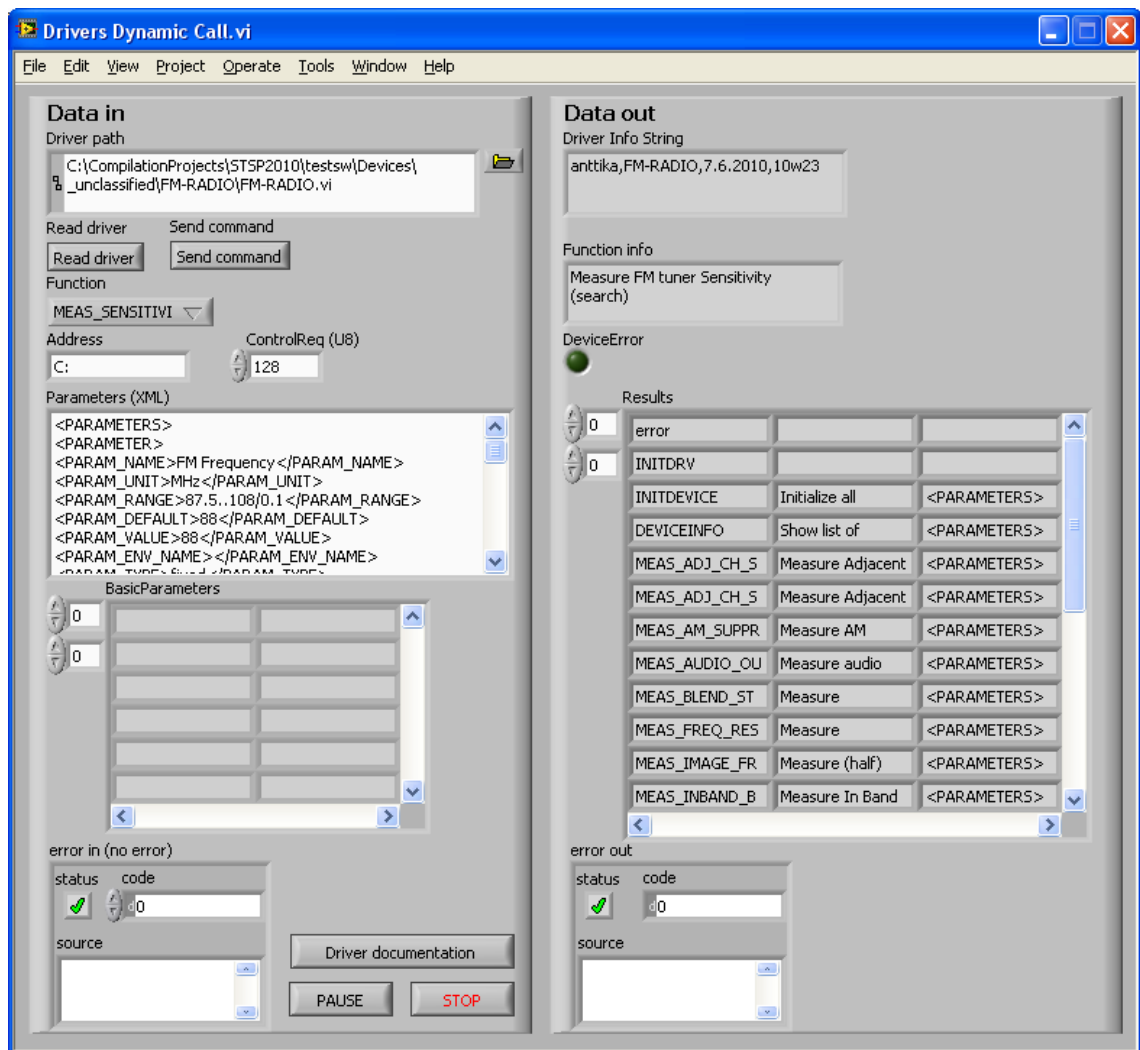 Drivers Dynamic Call.vi
File Edit View Project Operate Tools Window Help
Data in
Driver path
C:\CompilationProjects\STSP2010\testsw\Devices\
_unclassified\FM-RADIO\FM-RADIO.vi
Read driver Send command
Read driver Send command
Function
MEAS_SENSITIVI
Address ControlReq (U8)
C: 128
Parameters (XML)
<PARAMETERS>
<PARAMETER>
<PARAM_NAME>FM Frequency</PARAM_NAME>
<PARAM_UNIT>MHz</PARAM_UNIT>
<PARAM_RANGE>87.5..108/0.1</PARAM_RANGE>
<PARAM_DEFAULT>88</PARAM_DEFAULT>
<PARAM_VALUE>88</PARAM_VALUE>
<PARAM_ENV_NAME></PARAM_ENV_NAME>
<PARAM_TYPE>fixed</PARAM_TYPE>
BasicParameters
0
0
error in (no error)
status code
d0
source
Driver documentation
PAUSE STOP
Data out
Driver Info String
anttika,FM-RADIO,7.6.2010,10w23
Function info
Measure FM tuner Sensitivity
(search)
DeviceError
Results
0 error
0 INITDRV
INITDEVICE Initialize all <PARAMETERS>
DEVICEINFO Show list of <PARAMETERS>
MEAS_ADJ_CH_S Measure Adjacent <PARAMETERS>
MEAS_ADJ_CH_S Measure Adjacent <PARAMETERS>
MEAS_AM_SUPPR Measure AM <PARAMETERS>
MEAS_AUDIO_OU Measure audio <PARAMETERS>
MEAS_BLEND_ST Measure <PARAMETERS>
MEAS_FREQ_RES Measure <PARAMETERS>
MEAS_IMAGE_FR Measure (half) <PARAMETERS>
MEAS_INBAND_B Measure In Band <PARAMETERS>
error out
status code
d0
source